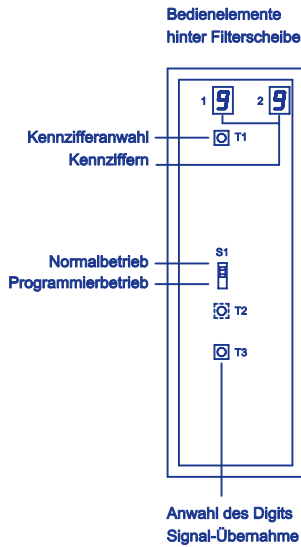 Bedienelemente
hinter Filterscheibe
1 9 2 9
Kennzifferanwahl T1
Kennziffern
S1
Normalbetrieb
Programmierbetrieb
T2
T3
Anwahl des Digits
Signal-Übernahme